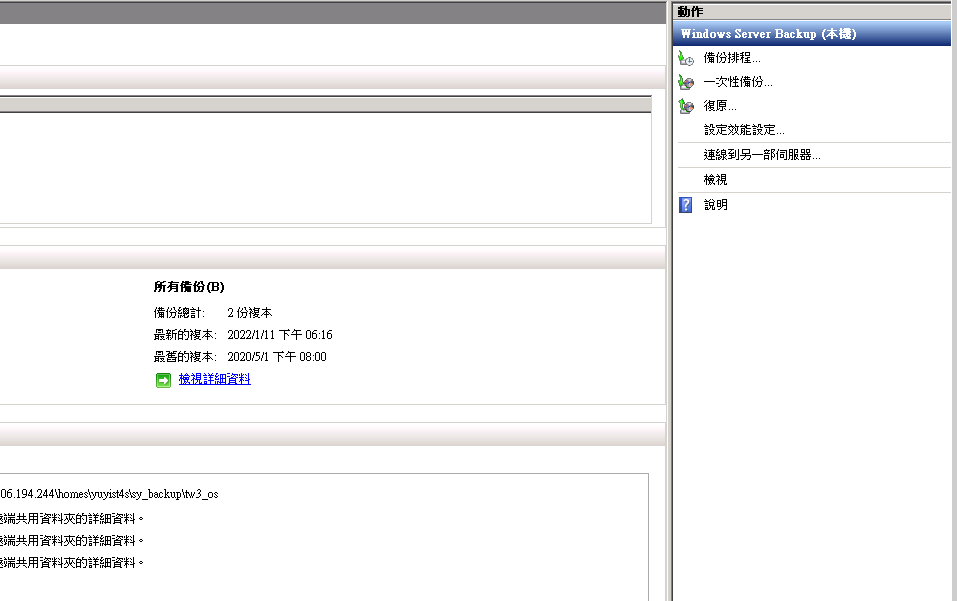 動作
Windows Server Backup (本機)
備份排程...
一次性備份...
復原...
設定效能設定...
連線到另一部伺服器...
檢視
說明
所有備份(B)
備份總計: 2 份複本
最新的複本: 2022/1/11 下午 06:16
最舊的複本: 2020/5/1 下午 08:00
檢視詳細資料
06.194.244\homes\yuyist4s\sy_backup\tw3_os
端共用資料夾的詳細資料。
端共用資料夾的詳細資料。
端共用資料夾的詳細資料。